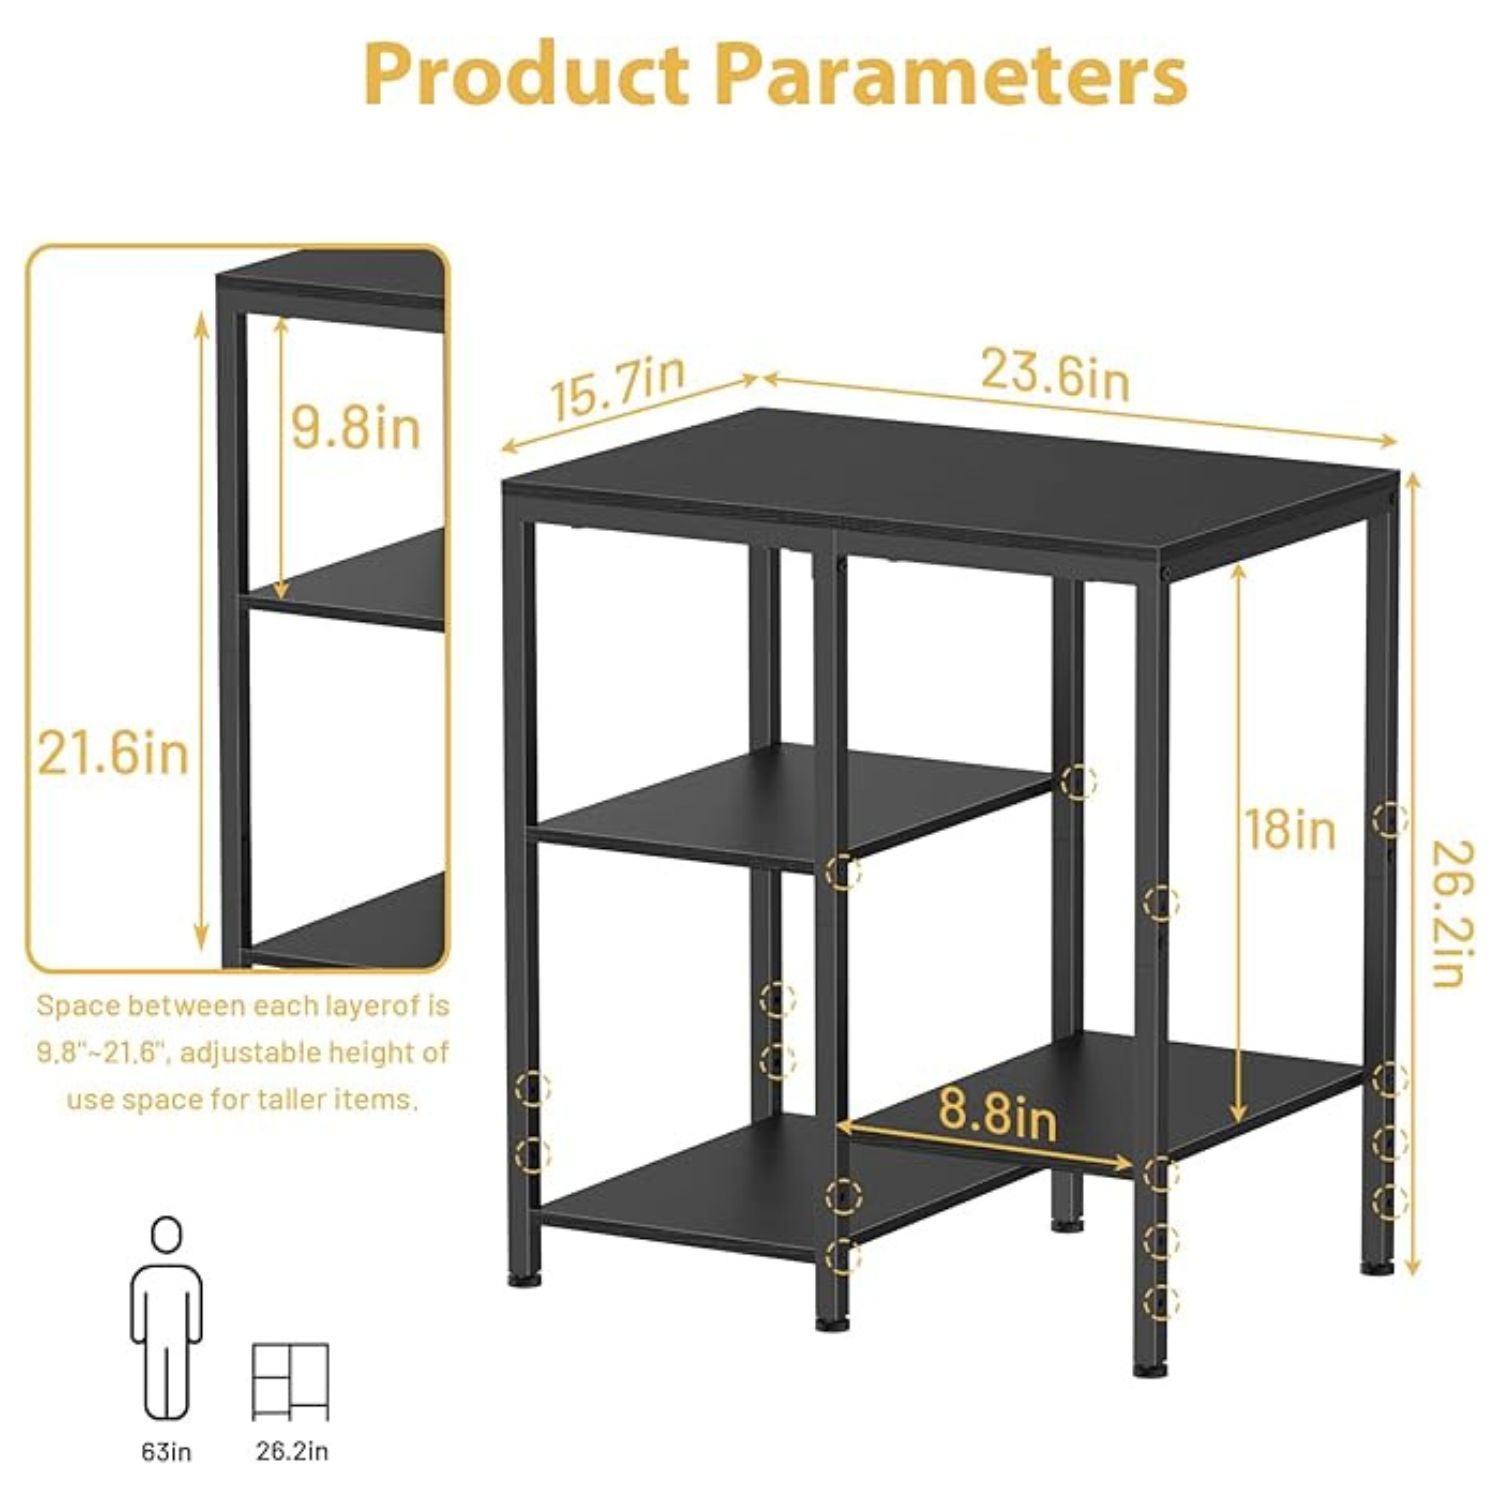 Product Parameters
15.7in
23.6in
9.8in
21.6in
18in
26.2in
8.8in
Space between each layerof is
9.8"~21.6", adjustable height of
use space for taller items.
63in
26.2in